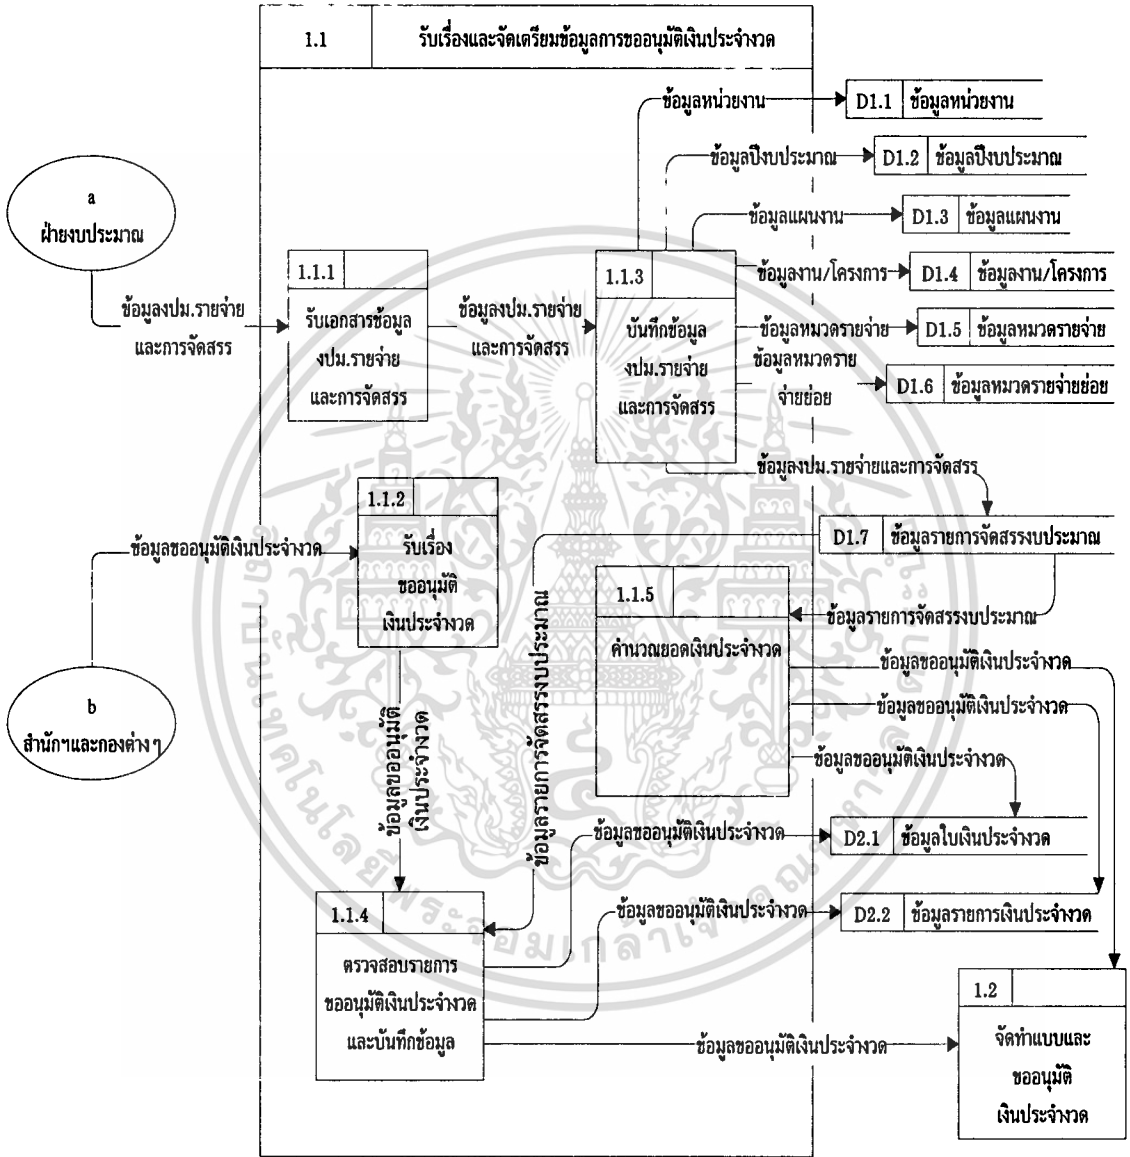 1.1
รับเรื่องและจัดเตรียมข้อมูลการขออนุมัติเงินประจำงวด
ข้อมูลหน่วยงาน
D1.1 ข้อมูลหน่วยงาน
ข้อมูลปีงบประมาณ
D1.2 ข้อมูลปีงบประมาณ
a
ฝ่ายงบประมาณ
ข้อมูลแผนงาน
D1.3 ข้อมูลแผนงาน
1.1.1
รับเอกสารข้อมูล
งปม.รายจ่าย
และการจัดสรร
ข้อมูลงปม.รายจ่าย
และการจัดสรร
ข้อมูลงปม.รายจ่าย
และการจัดสรร
1.1.3
บันทึกข้อมูล
งปม.รายจ่าย
และการจัดสรร
ข้อมูลงาน/โครงการ
D1.4 ข้อมูลงาน/โครงการ
ข้อมูลหมวดรายจ่าย
D1.5 ข้อมูลหมวดรายจ่าย
ข้อมูลหมวดราย
จ่ายย่อย
D1.6 ข้อมูลหมวดรายจ่ายย่อย
ข้อมูลงปม.รายจ่ายและการจัดสรร
1.1.2
รับเรื่อง
ขออนุมัติ
เงินประจำงวด
ข้อมูลขออนุมัติเงินประจำงวด
D1.7 ข้อมูลรายการจัดสรรงบประมาณ
1.1.5
คำนวณยอดเงินประจำงวด
ข้อมูลรายการจัดสรรงบประมาณ
ข้อมูลขออนุมัติเงินประจำงวด
ข้อมูลขออนุมัติเงินประจำงวด
ข้อมูลขออนุมัติเงินประจำงวด
b
สำนักฯและกองต่าง ๆ
ข้อมูลขออนุมัติ
เงินประจำงวด
ข้อมูลรายการจัดสรรงบประมาณ
ข้อมูลขออนุมัติเงินประจำงวด
D2.1 ข้อมูลใบเงินประจำงวด
1.1.4
ตรวจสอบรายการ
ขออนุมัติเงินประจำงวด
และบันทึกข้อมูล
ข้อมูลขออนุมัติเงินประจำงวด
D2.2 ข้อมูลรายการเงินประจำงวด
ข้อมูลขออนุมัติเงินประจำงวด
1.2
จัดทำแบบและ
ขออนุมัติ
เงินประจำงวด
สถาบันเทคโนโลยีพระจอมเกล้าเจ้าคุณทหารลาดกระบัง